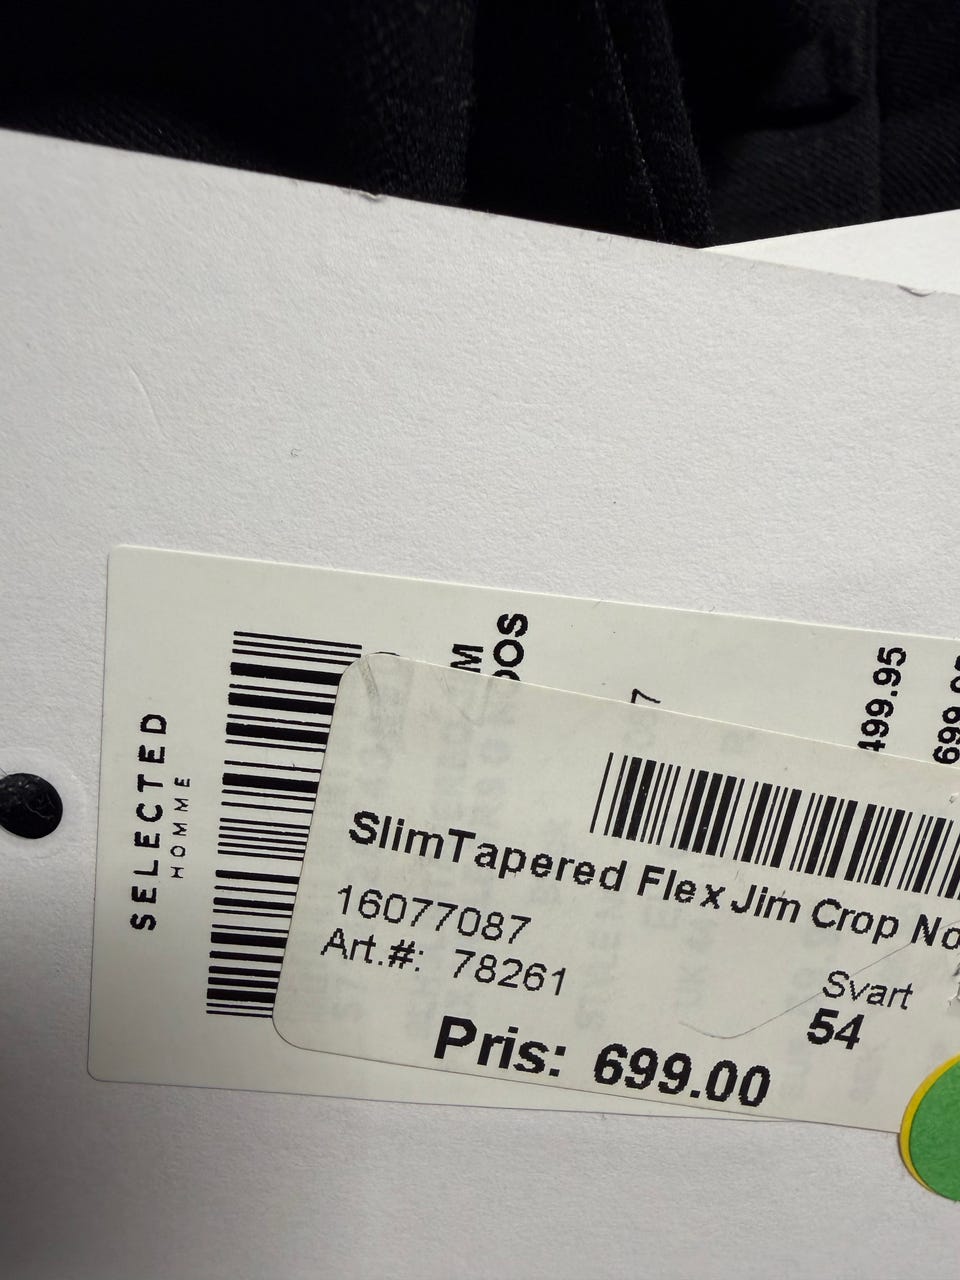 SELECTED
HOMME
499.95
SlimTapered Flex Jim Crop
16077087
Art.#: 78261
Svart
54
Pris: 699.00